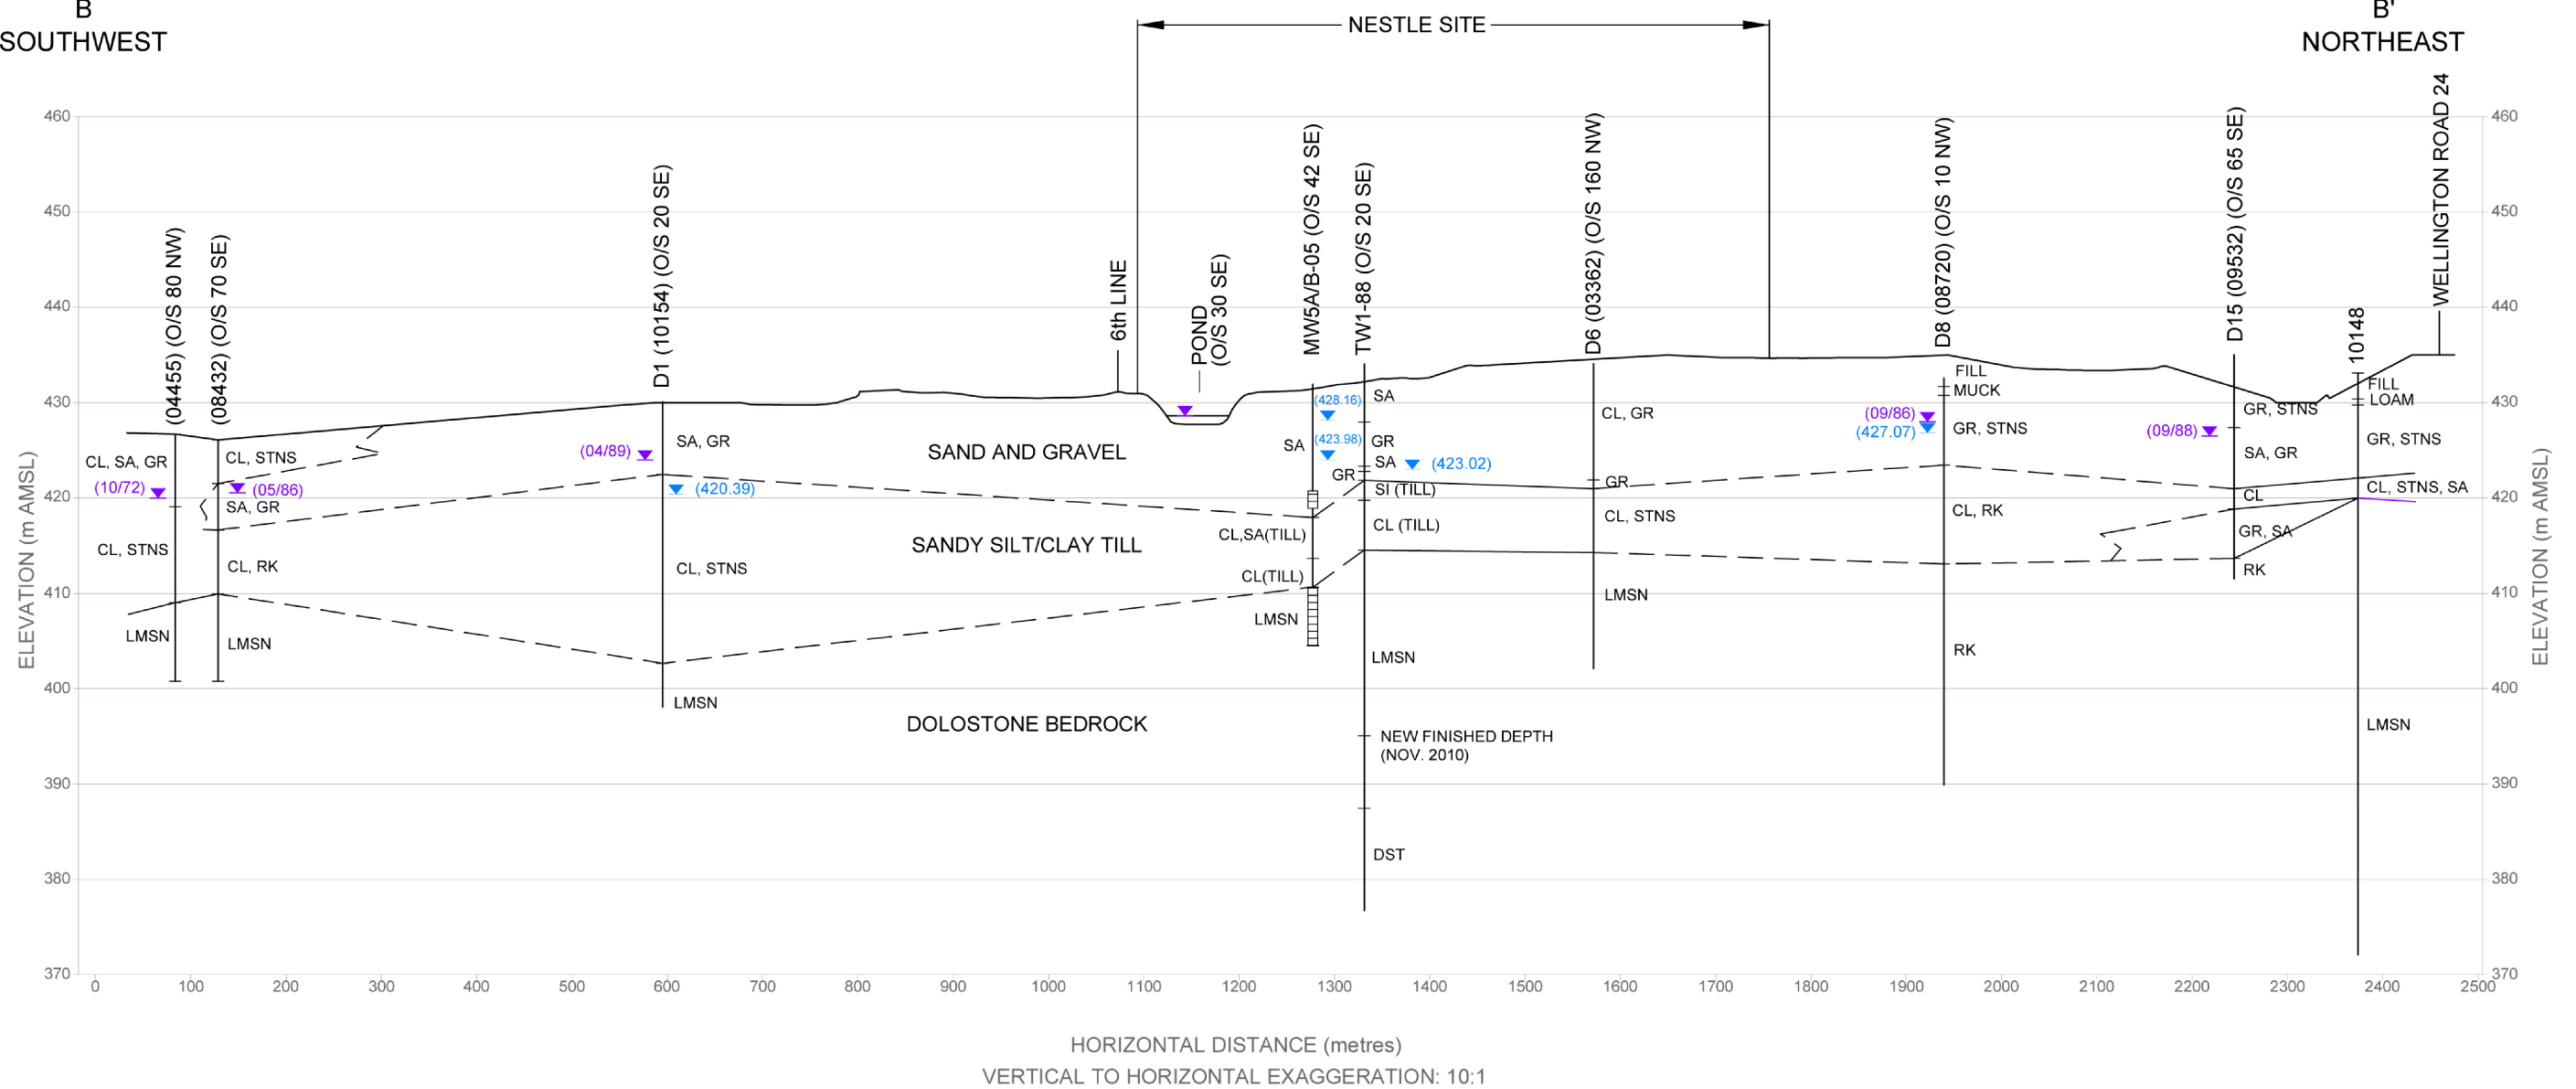 B
SOUTHWEST
NESTLE SITE
B'
NORTHEAST
(04455) (O/S 80 NW)
(08432) (O/S 70 SE)
D1 (10154) (O/S 20 SE)
6th LINE
POND
(O/S 30 SE)
MW5A/B-05 (O/S 42 SE)
TW1-88 (O/S 20 SE)
D6 (03362) (O/S 160 NW)
D8 (08720) (O/S 10 NW)
D15 (09532) (O/S 65 SE)
10148
WELLINGTON ROAD 24
460
450
440
430
420
410
400
390
380
370
ELEVATION (m AMSL)
CL, SA, GR
(10/72)
CL, STNS
LMSN
CL, STNS
(05/86)
SA, GR
CL, RK
LMSN
(04/89)
SA, GR
(420.39)
CL, STNS
LMSN
SAND AND GRAVEL
SANDY SILT/CLAY TILL
DOLOSTONE BEDROCK
(428.16)
(423.98)
SA
GR
CL,SA(TILL)
CL(TILL)
LMSN
SA
GR
SA
(423.02)
SI (TILL)
CL (TILL)
LMSN
NEW FINISHED DEPTH
(NOV. 2010)
DST
CL, GR
GR
CL, STNS
LMSN
FILL
MUCK
(09/86)
(427.07)
GR, STNS
CL, RK
RK
GR, STNS
(09/88)
SA, GR
CL
GR, SA
RK
FILL
LOAM
GR, STNS
CL, STNS, SA
LMSN
460
450
440
430
420
410
400
390
380
370
ELEVATION (m AMSL)
0 100 200 300 400 500 600 700 800 900 1000 1100 1200 1300 1400 1500 1600 1700 1800 1900 2000 2100 2200 2300 2400 2500
HORIZONTAL DISTANCE (metres)
VERTICAL TO HORIZONTAL EXAGGERATION: 10:1